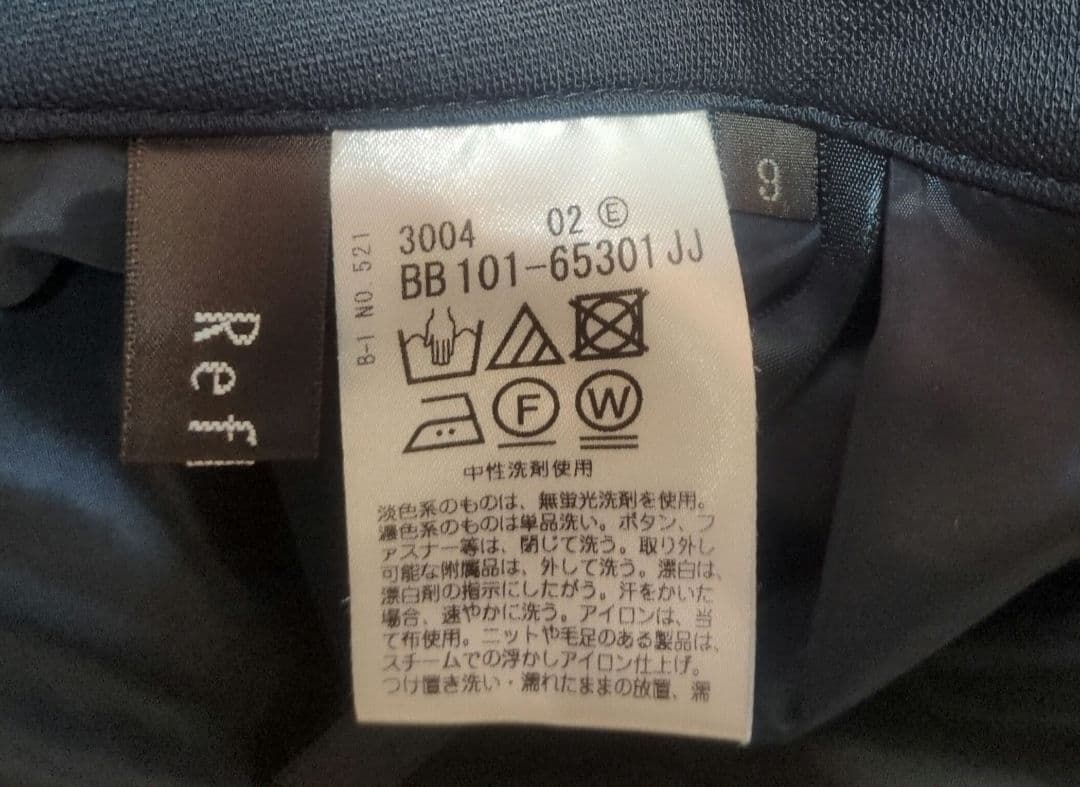 Ref
B-1 NO.521
9
3004 02 Ⓔ
BB101-65301JJ
F
W
中性洗剤使用
淡色系のものは、無蛍光洗剤を使用。
濃色系のものは単品洗い。ボタン、フ
ァスナー等は、閉じて洗う。取り外し
可能な附属品は、外して洗う。漂白は、
漂白剤の指示にしたがう。汗をかいた
場合、速やかに洗う。アイロンは、当
て布使用。ニットや毛足のある製品は、
スチームでの浮かしアイロン仕上げ。
つけ置き洗い・濡れたままの放置、濡